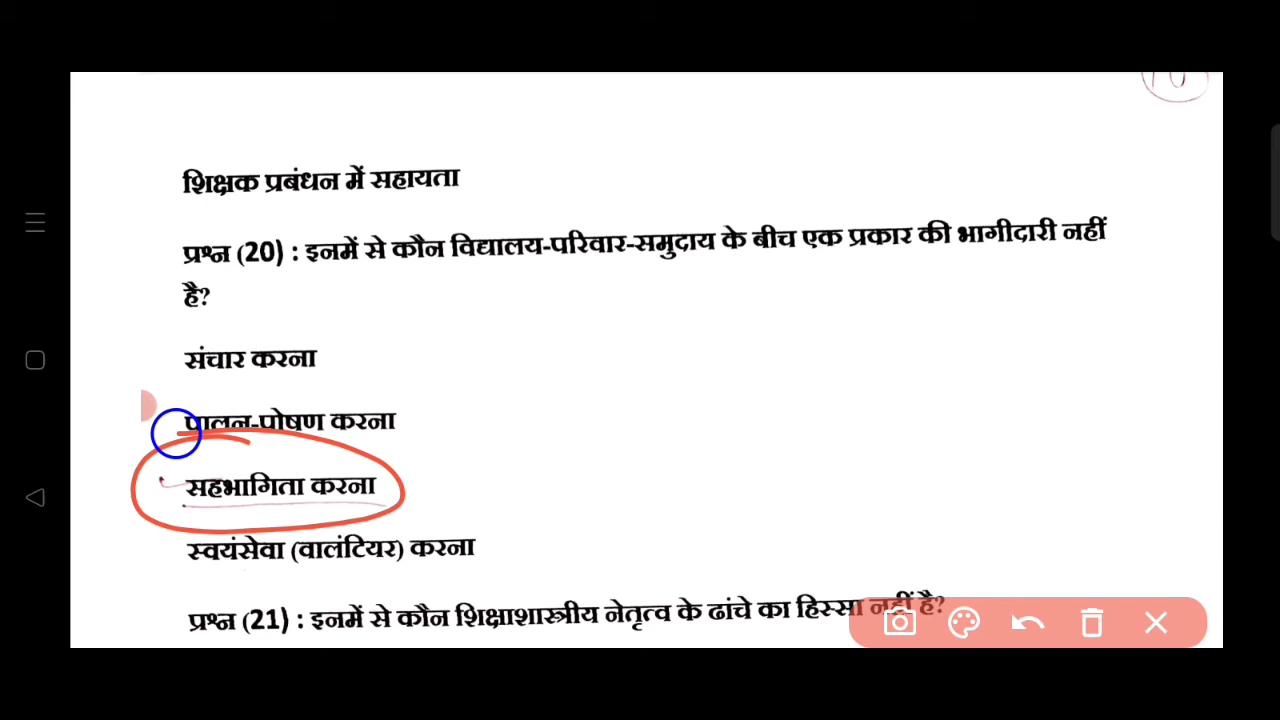 शिक्षक प्रबंधन में सहायता
प्रश्न (20) : इनमें से कौन विद्यालय-परिवार-समुदाय के बीच एक प्रकार की भागीदारी नहीं
है?
संचार करना
पालन-पोषण करना
सहभागिता करना
स्वयंसेवा (वालंटियर) करना
प्रश्न (21) : इनमें से कौन शिक्षाशास्त्रीय नेतृत्व के ढांचे का हिस्सा नहीं है?